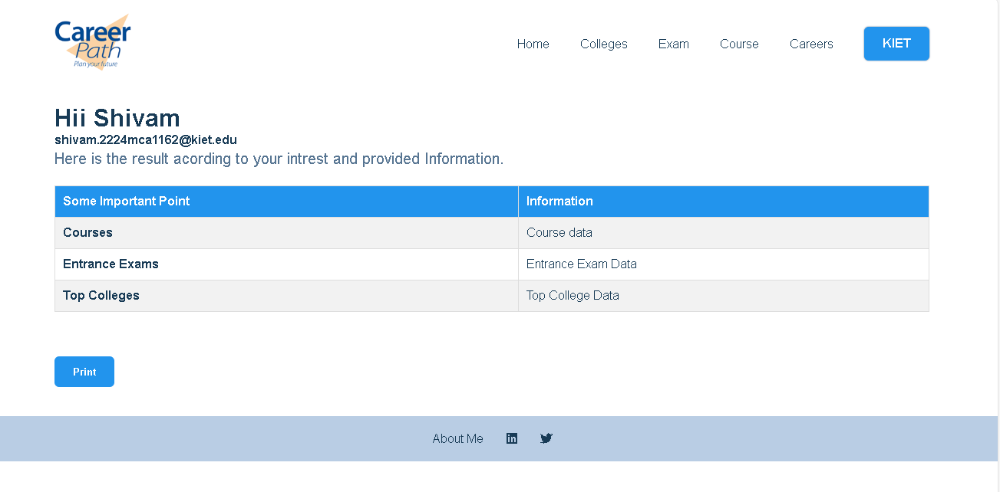 Career
Path
Plan your future
Home Colleges Exam Course Careers KIET
Hii Shivam
shivam.2224mca1162@kiet.edu
Here is the result acording to your intrest and provided Information.
Some Important Point Information
Courses Course data
Entrance Exams Entrance Exam Data
Top Colleges Top College Data
Print
About Me